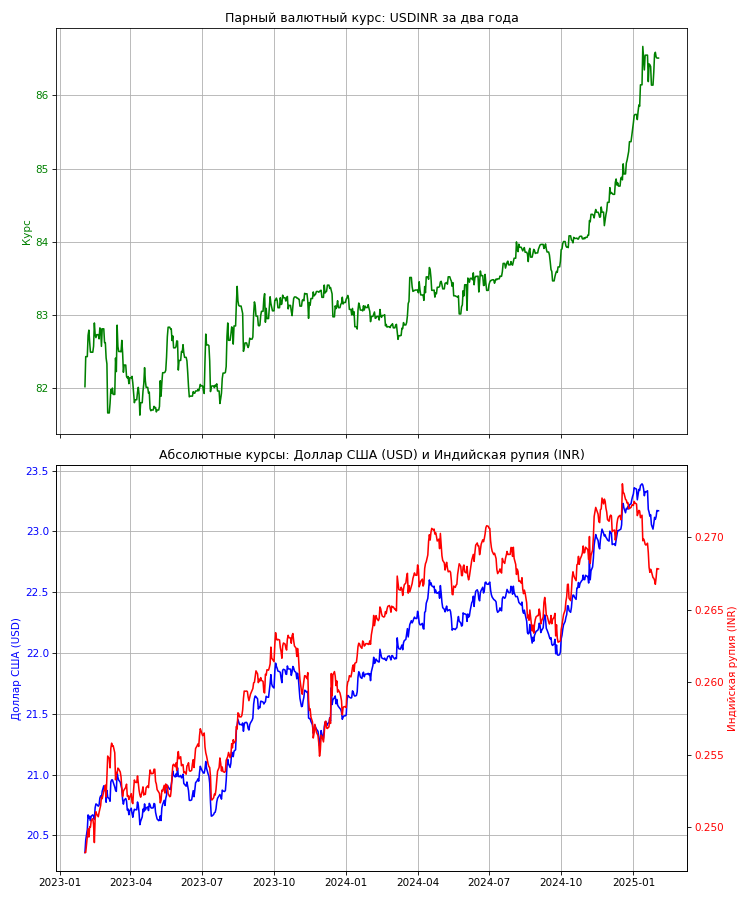 Парный валютный курс: USDINR за два года
Курс
86
85
84
83
82
Абсолютные курсы: Доллар США (USD) и Индийская рупия (INR)
Доллар США (USD)
23.5
23.0
22.5
22.0
21.5
21.0
20.5
0.270
0.265
0.260
0.255
0.250
Индийская рупия (INR)
2023-01 2023-04 2023-07 2023-10 2024-01 2024-04 2024-07 2024-10 2025-01